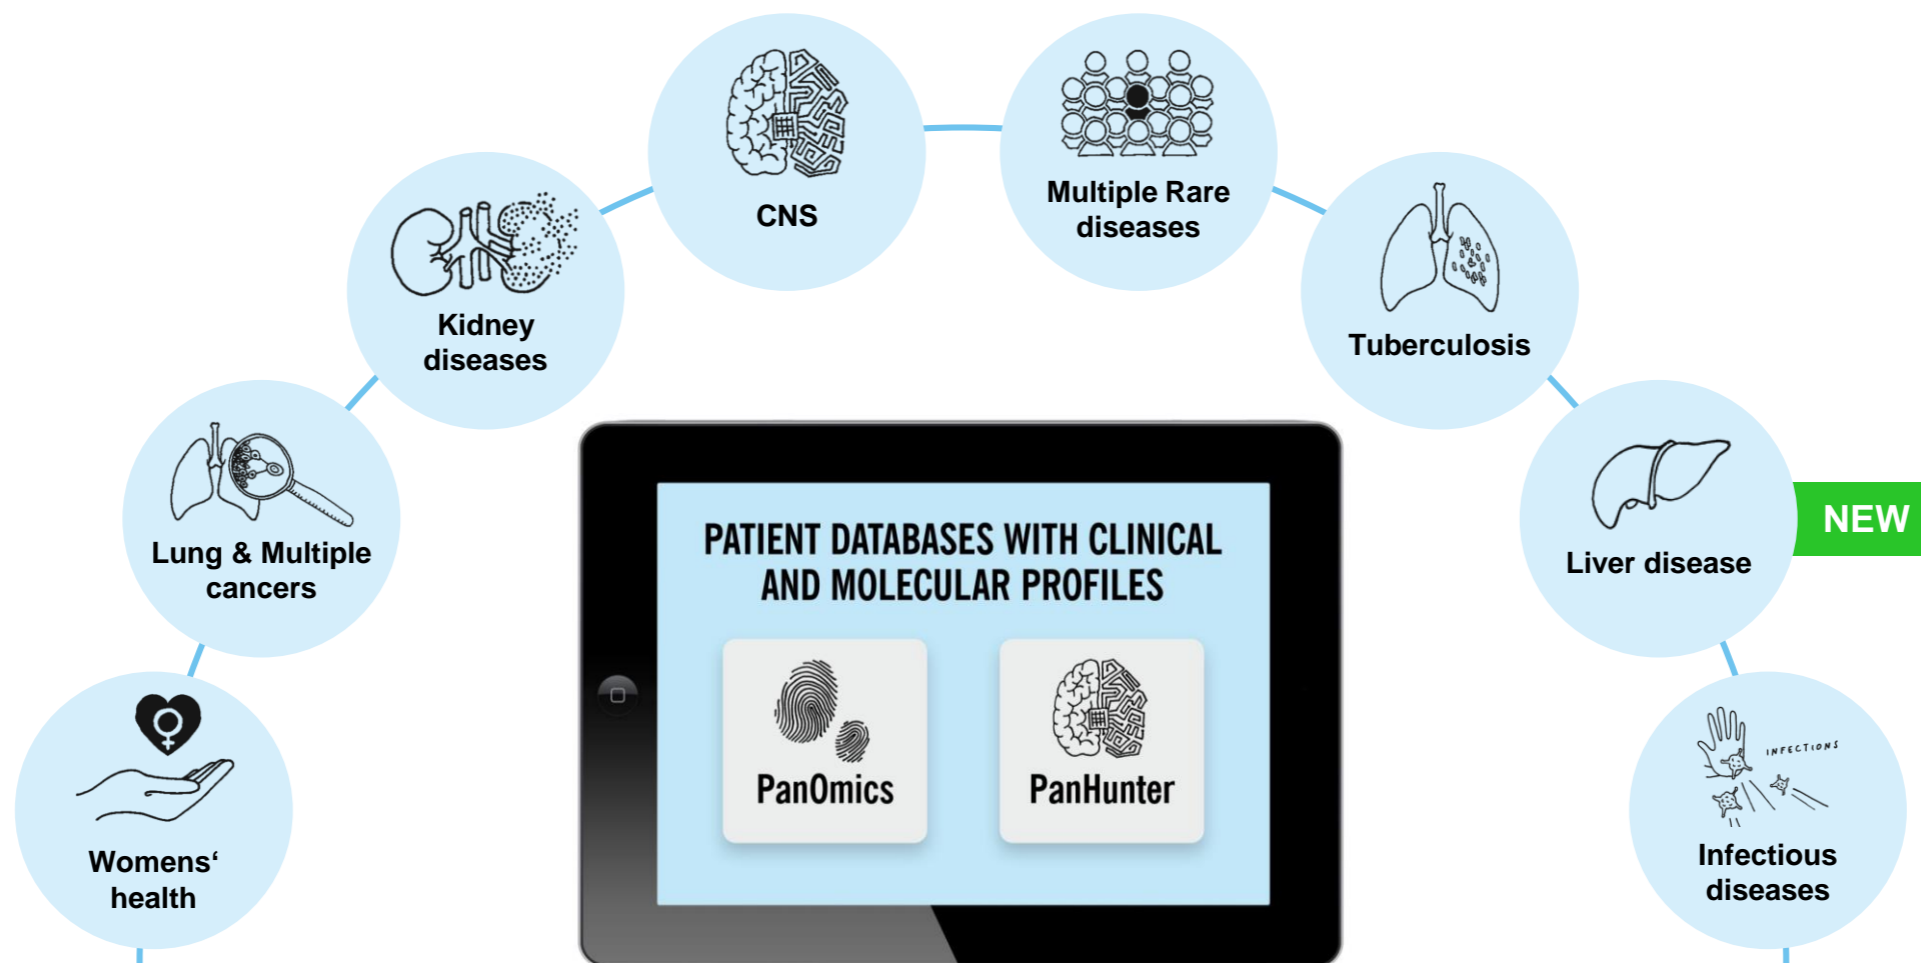 CNS
Multiple Rare
diseases
Kidney
diseases
Tuberculosis
Lung & Multiple
cancers
Liver disease
NEW
PATIENT DATABASES WITH CLINICAL
AND MOLECULAR PROFILES
PanOmics
PanHunter
Womens‘
health
INFECTIONS
Infectious
diseases